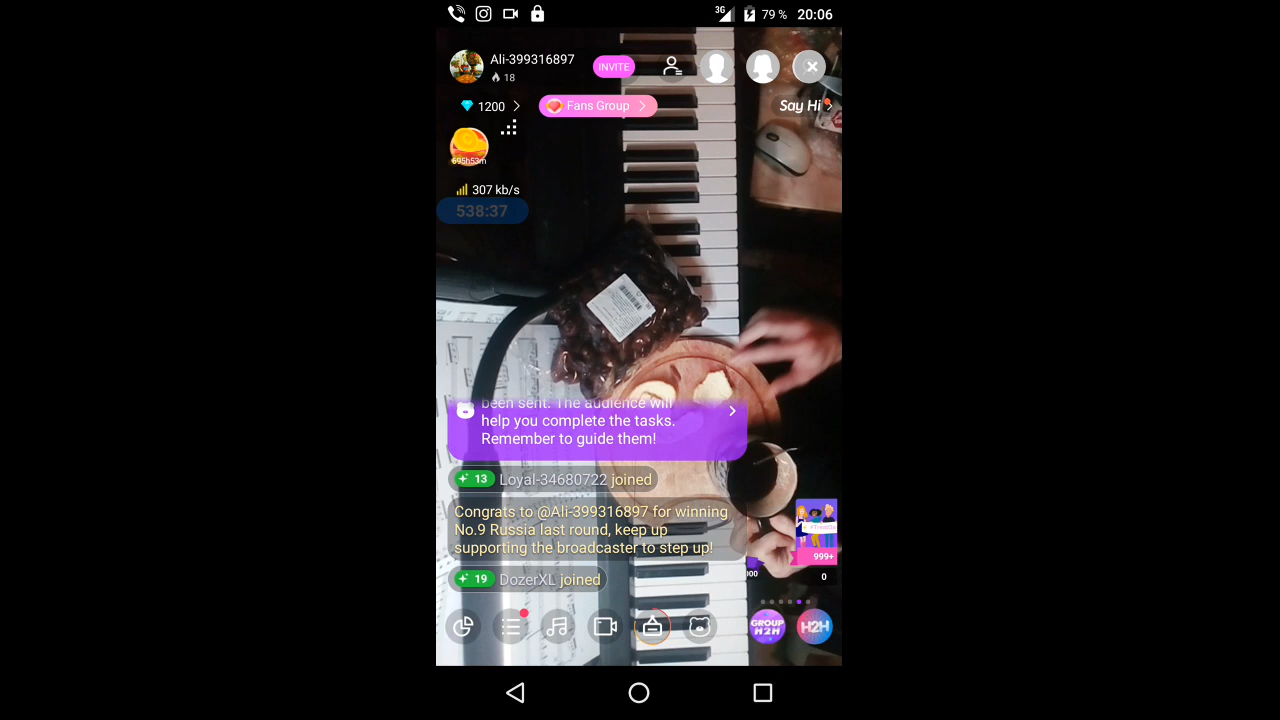 3G 79 % 20:06
Ali-399316897
18
INVITE
1200
Fans Group
Say Hi
695h53m
307 kb/s
538:37
been sent. The audience will
help you complete the tasks.
Remember to guide them!
13 Loyal-34680722 joined
Congrats to @Ali-399316897 for winning
No.9 Russia last round, keep up
supporting the broadcaster to step up!
19 DozerXL joined
999+
0
GROUP
H2H
H2H